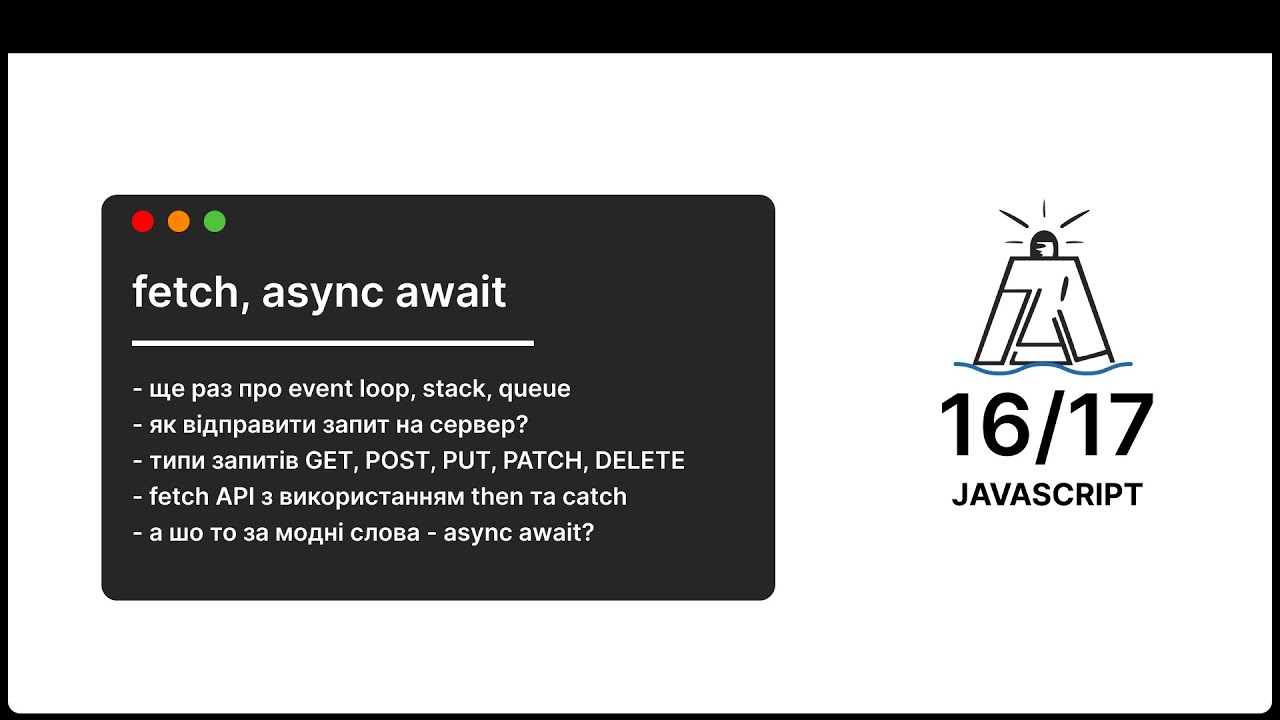 fetch, async await
- ще раз про event loop, stack, queue
- як відправити запит на сервер?
- типи запитів GET, POST, PUT, PATCH, DELETE
- fetch API з використанням then та catch
- а шо то за модні слова - async await?
16/17
JAVASCRIPT